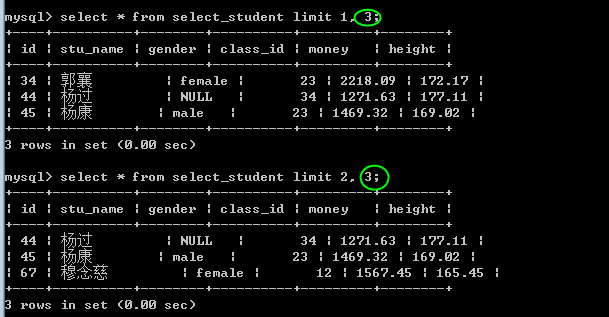 mysql> select * from select_student limit 1, 3;
+----+----------+--------+----------+---------+--------+
| id | stu_name | gender | class_id | money   | height |
+----+----------+--------+----------+---------+--------+
| 34 | 郭襄         | female |       23 | 2218.09 | 172.17 |
| 44 | 杨过         | NULL   |       34 | 1271.63 | 177.11 |
| 45 | 杨康         | male   |       23 | 1469.32 | 169.02 |
+----+----------+--------+----------+---------+--------+
3 rows in set (0.00 sec)
mysql> select * from select_student limit 2, 3;
+----+----------+--------+----------+---------+--------+
| id | stu_name | gender | class_id | money   | height |
+----+----------+--------+----------+---------+--------+
| 44 | 杨过         | NULL   |       34 | 1271.63 | 177.11 |
| 45 | 杨康         | male   |       23 | 1469.32 | 169.02 |
| 67 | 穆念慈         | female |       12 | 1567.45 | 165.45 |
+----+----------+--------+----------+---------+--------+
3 rows in set (0.00 sec)